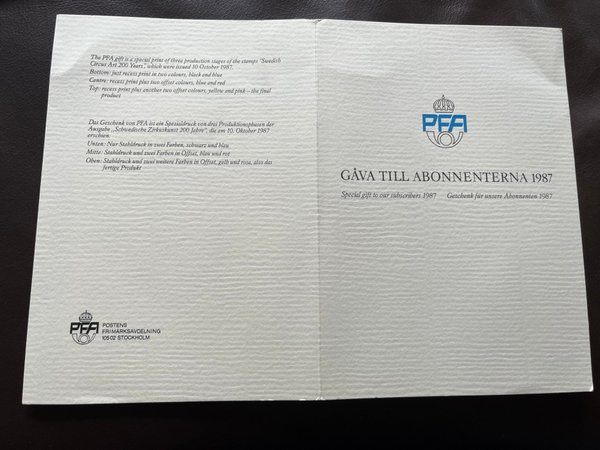 The PFA gift is a special print of three production stages of the stamps "Swedish
Circus Art 200 Years", which were issued 10 October 1987.
Bottom: just recess print in two colours, black and blue
Centre: recess print plus two offset colours, blue and red
Top: recess print plus another two offset colours, yellow and pink – the final
product
Das Geschenk von PFA ist ein Spezialdruck von drei Produktionsphasen der
Ausgabe „Schwedische Zirkuskunst 200 Jahre", die am 10. Oktober 1987
erschien.
Unten: Nur Stahldruck in zwei Farben, schwarz und blau
Mitte: Stahldruck und zwei Farben in Offset, blau und rot
Oben: Stahldruck und zwei weitere Farben in Offset, gelb und rosa, also das
fertige Produkt
PFA
POSTENS
FRIMÄRKSAVDELNING
105 02 STOCKHOLM
PFA
GÅVA TILL ABONNENTERNA 1987
Special gift to our subscribers 1987 Geschenk für unsere Abonnenten 1987